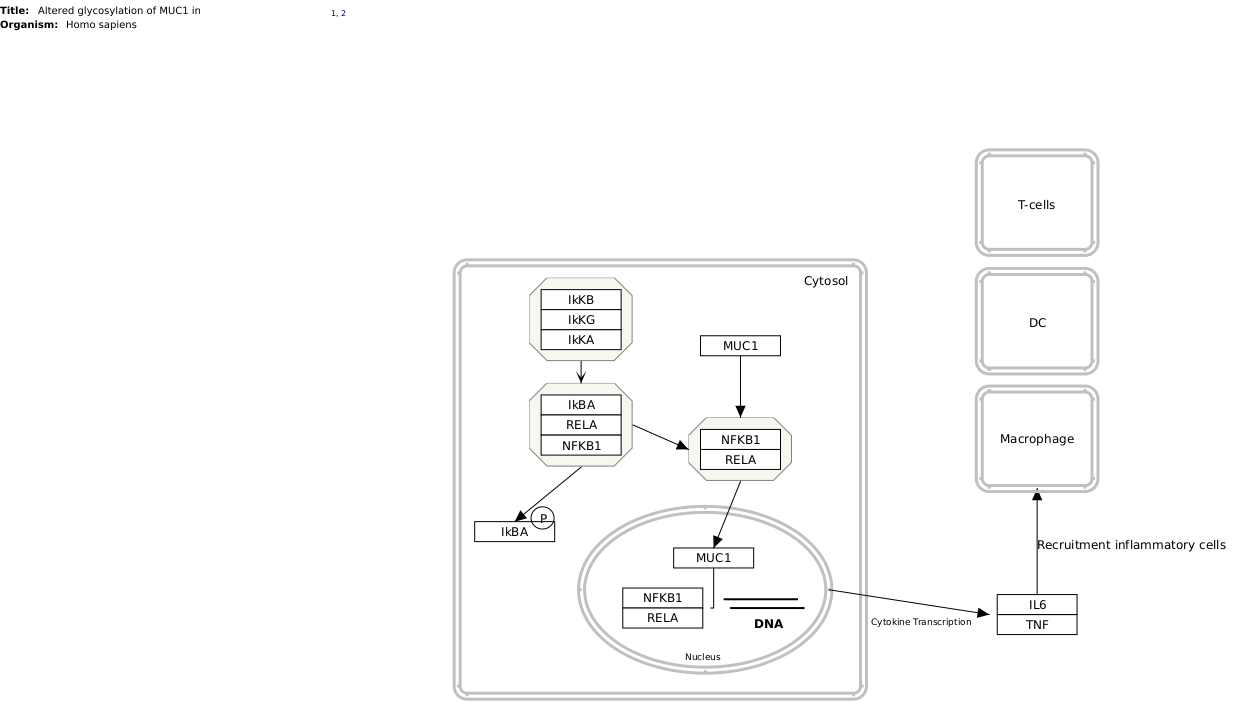 Title: Altered glycosylation of MUC1 in
1, 2
Organism: Homo sapiens
T-cells
Cytosol
IkKB
IkKG
IkKA
DC
MUC1
IkBA
RELA
NFKB1
NFKB1
RELA
Macrophage
P
IkBA
Recruitment inflammatory cells
MUC1
NFKB1
RELA
DNA
Nucleus
Cytokine Transcription
IL6
TNF